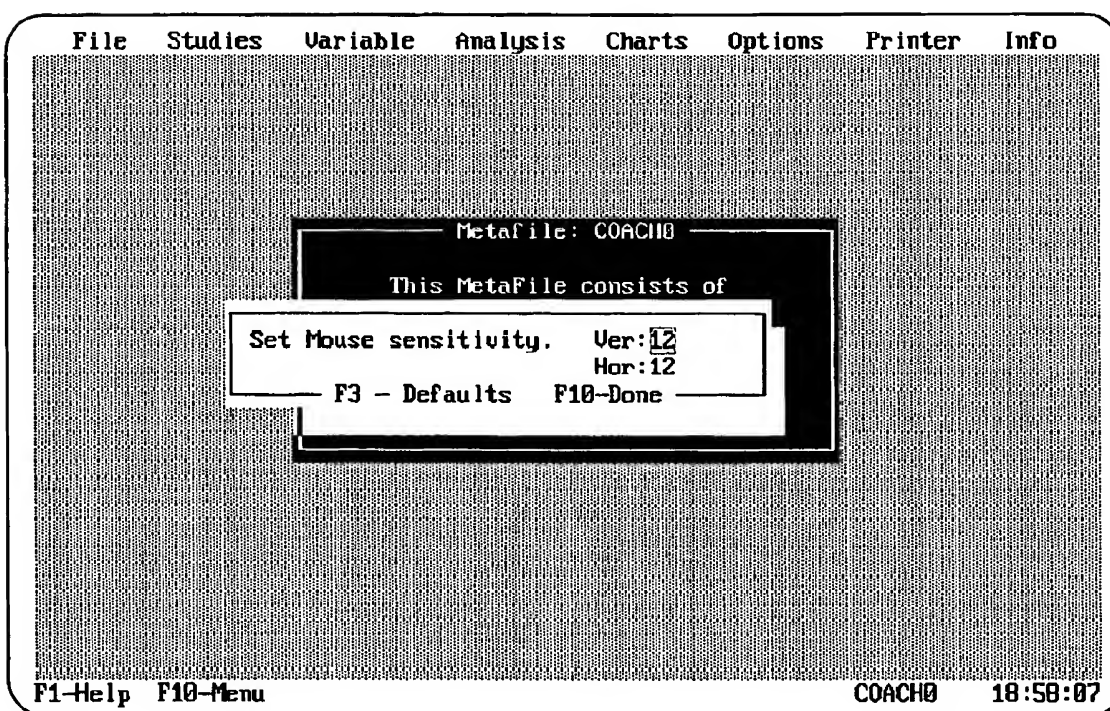 File Studies Variable Analysis Charts Options Printer Info
Metafile: COACH0
This MetaFile consists of
Set Mouse sensitivity. Ver:12
Hor:12
F3 - Defaults F10-Done
F1-Help F10-Menu COACH0 18:58:07